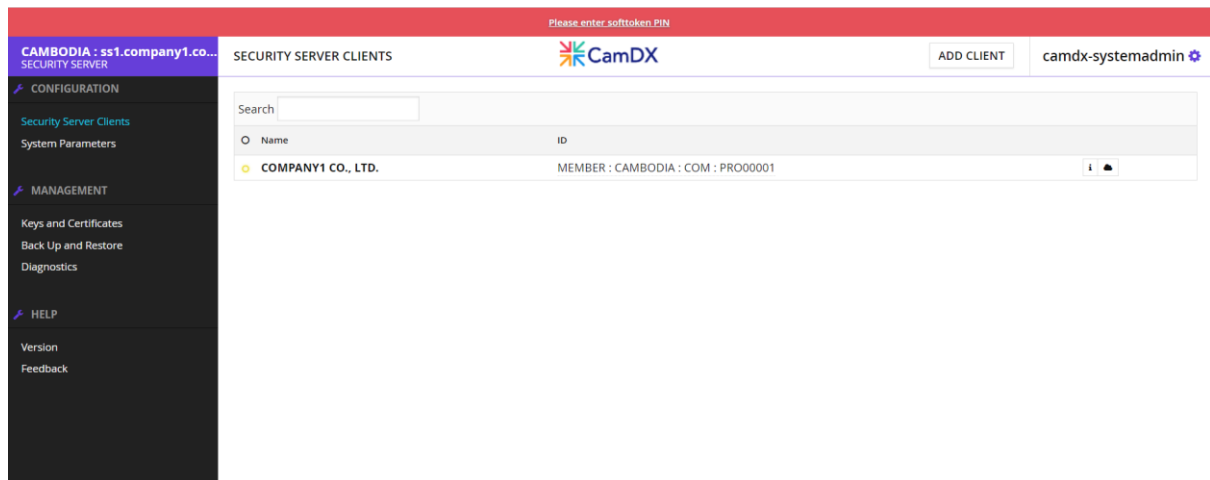 Please enter softtoken PIN
CAMBODIA : ss1.company1.co...
SECURITY SERVER
SECURITY SERVER CLIENTS
CamDX
ADD CLIENT
camdx-systemadmin
CONFIGURATION
Security Server Clients
System Parameters
MANAGEMENT
Keys and Certificates
Back Up and Restore
Diagnostics
HELP
Version
Feedback
Search
Name ID
COMPANY1 CO., LTD. MEMBER : CAMBODIA : COM : PRO00001 i